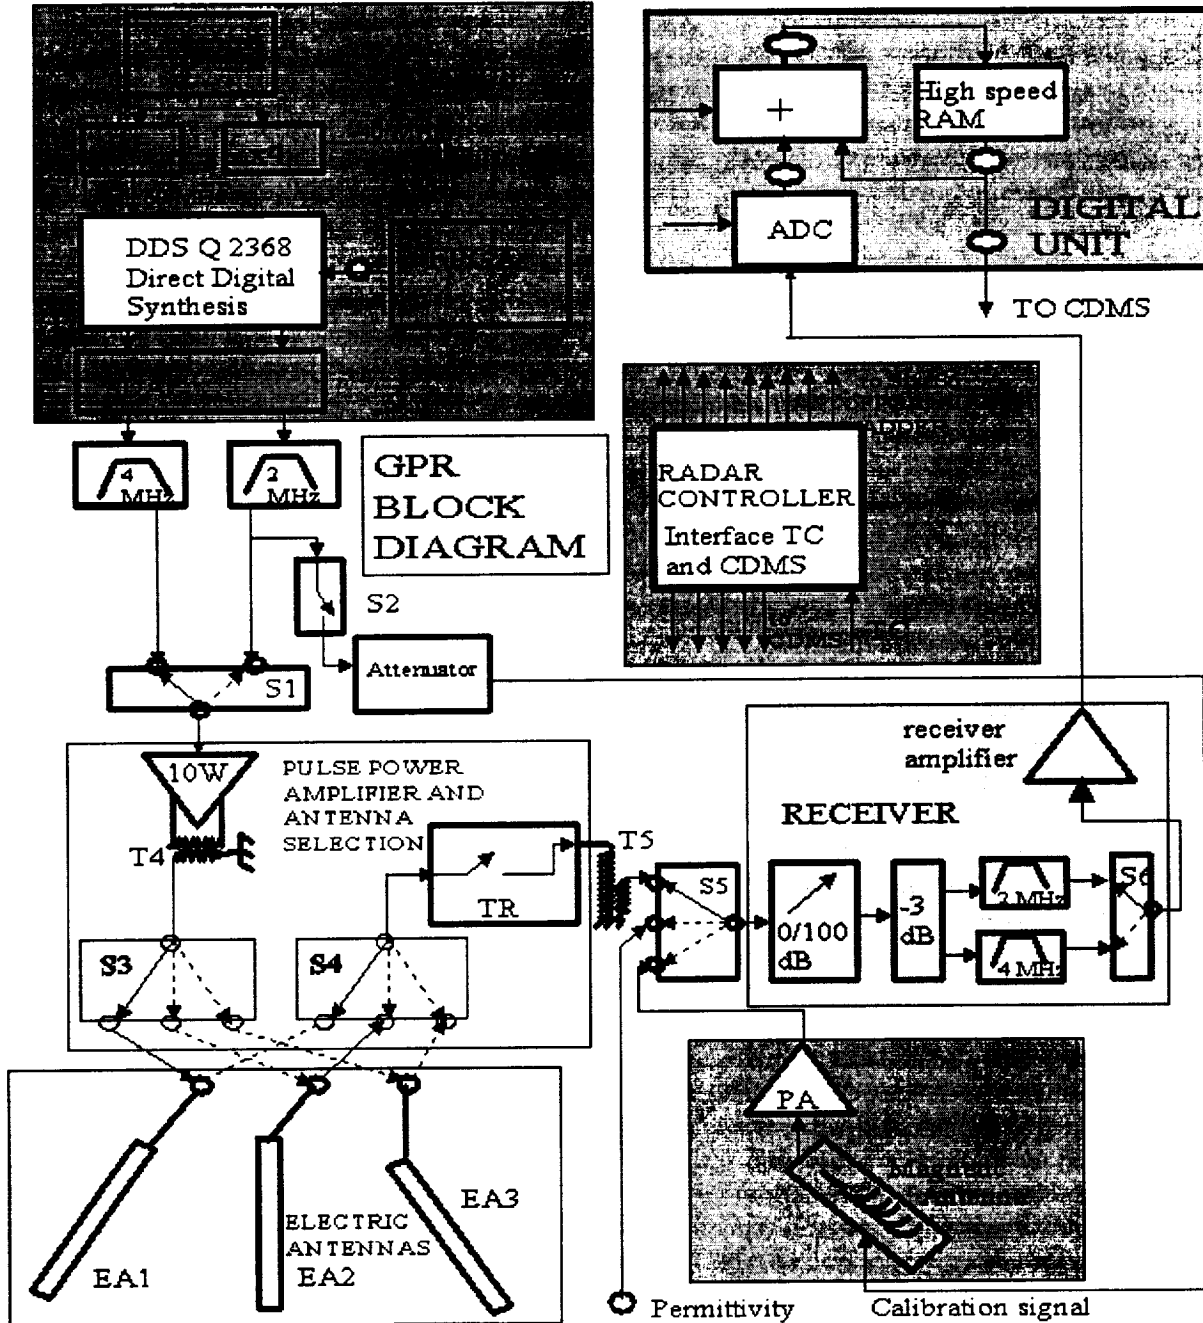 High speed
RAM
+
ADC
DIGITAL
UNIT
TO CDMS
DDS Q 2368
Direct Digital
Synthesis
4
MHz
2
MHz
GPR
BLOCK
DIAGRAM
S2
Attenuator
S1
RADAR
CONTROLLER
Interface TC
and CDMS
10W
PULSE POWER
AMPLIFIER AND
ANTENNA
SELECTION
T4
TR
T5
S3
S4
receiver
amplifier
RECEIVER
S5
0/100
dB
-3
dB
2 MHz
4 MHz
S6
PA
EA1
ELECTRIC
ANTENNAS
EA2
EA3
Permittivity
Calibration signal